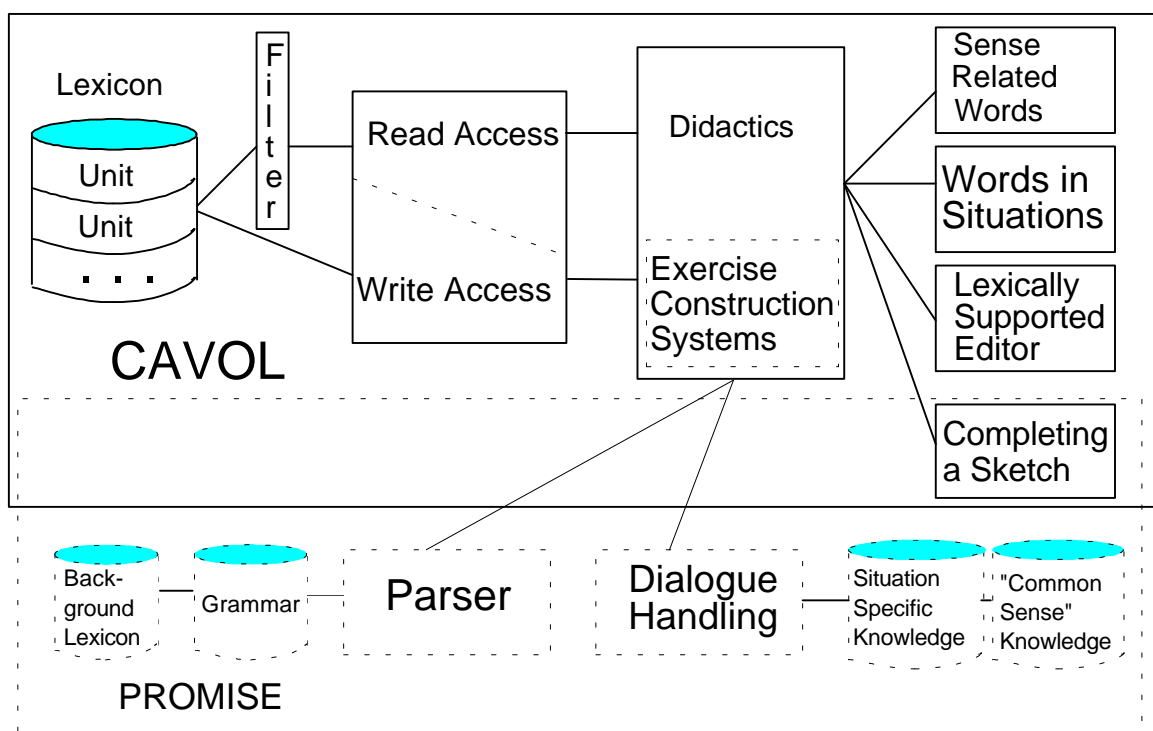 Lexicon
Unit
Unit
. . .
Filter
Read Access
Write Access
Didactics
Exercise
Construction
Systems
Sense
Related
Words
Words in
Situations
Lexically
Supported
Editor
Completing
a Sketch
CAVOL
Back-
ground
Lexicon
Grammar
Parser
Dialogue
Handling
Situation
Specific
Knowledge
"Common
Sense"
Knowledge
PROMISE